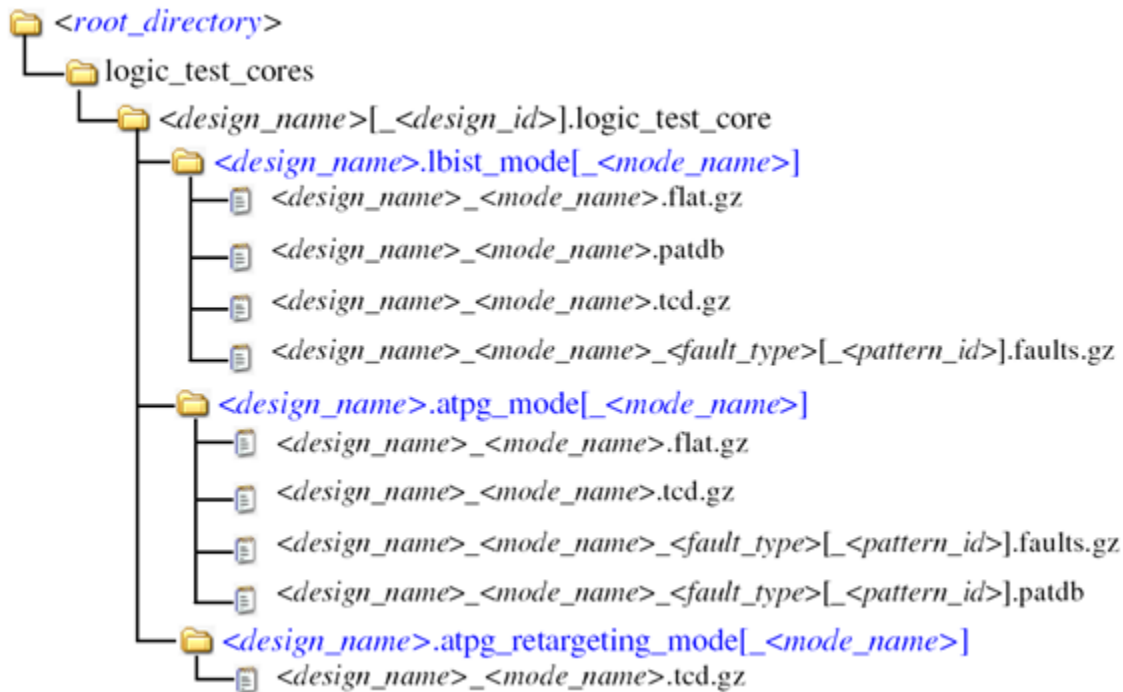 <root_directory>
logic_test_cores
<design_name>[_<design_id>].logic_test_core
<design_name>.lbist_mode[_<mode_name>]
<design_name>_<mode_name>.flat.gz
<design_name>_<mode_name>.patdb
<design_name>_<mode_name>.tcd.gz
<design_name>_<mode_name>_<fault_type>[_<pattern_id>].faults.gz
<design_name>.atpg_mode[_<mode_name>]
<design_name>_<mode_name>.flat.gz
<design_name>_<mode_name>.tcd.gz
<design_name>_<mode_name>_<fault_type>[_<pattern_id>].faults.gz
<design_name>_<mode_name>_<fault_type>[_<pattern_id>].patdb
<design_name>.atpg_retargeting_mode[_<mode_name>]
<design_name>_<mode_name>.tcd.gz